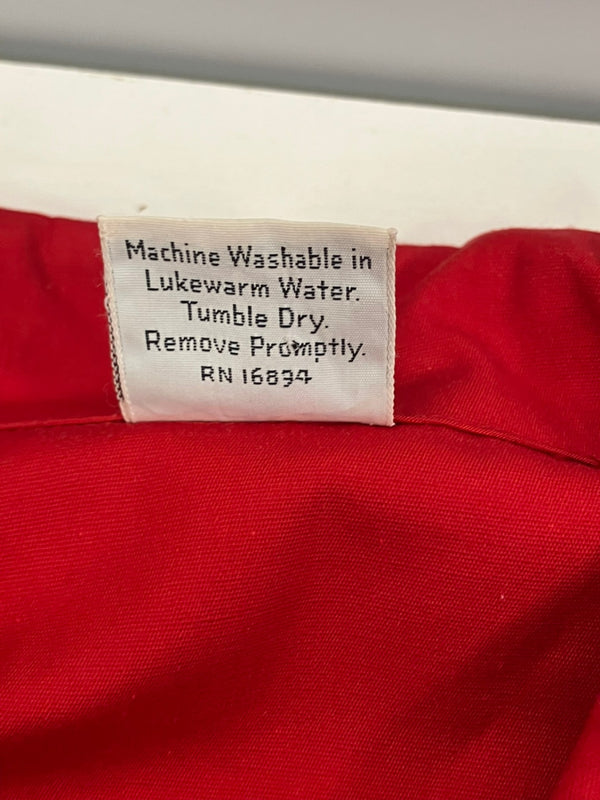 Machine Washable in
Lukewarm Water.
Tumble Dry.
Remove Promptly.
RN 16894